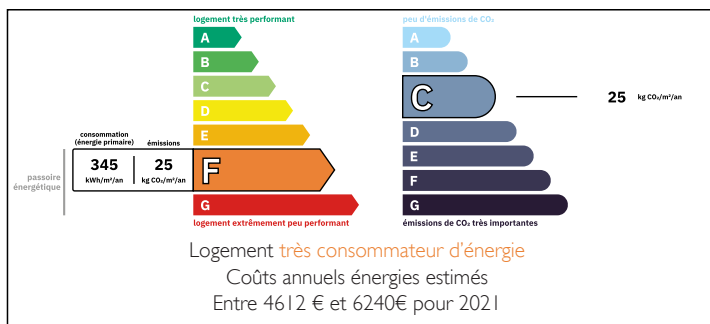 logement très performant
A
B
C
D
E
consommation
(énergie primaire)
émissions
345
kWh/m²/an
25
kg CO₂/m²/an
F
passoire
énergétique
G
logement extrêmement peu performant
peu d'émissions de CO₂
A
B
C
25 kg CO₂/m²/an
D
E
F
G
émissions de CO₂ très importantes
Logement très consommateur d'énergie
Coûts annuels énergies estimés
Entre 4612 € et 6240€ pour 2021